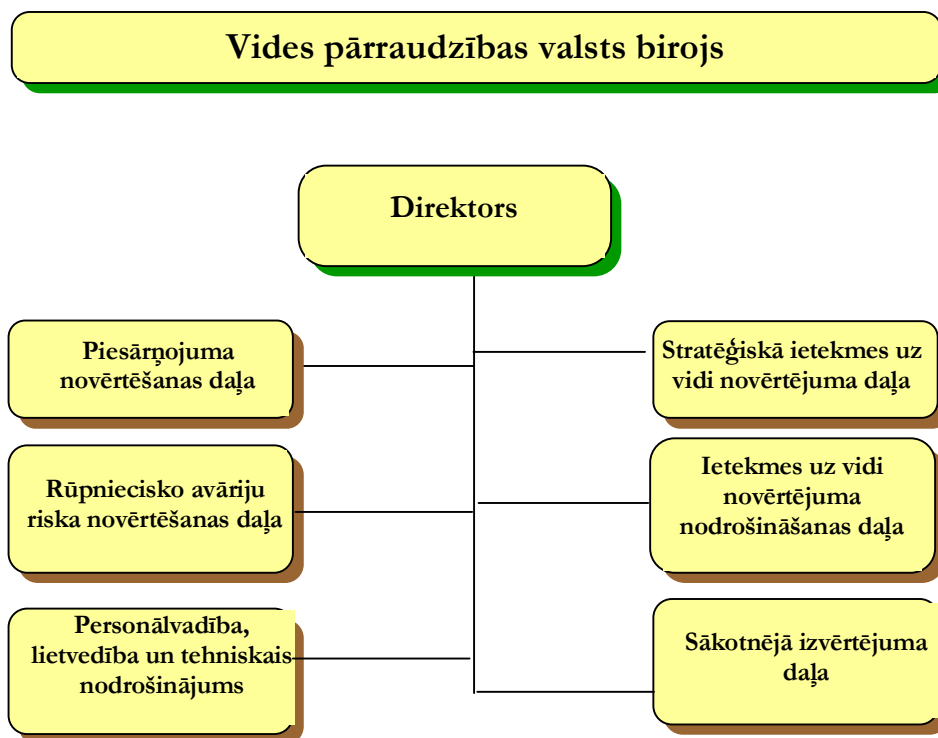 Vides pārraudzības valsts birojs
Direktors
Piesārņojuma
novērtēšanas daļa
Stratēģiskā ietekmes uz
vidi novērtējuma daļa
Rūpniecisko avāriju
riska novērtēšanas daļa
Ietekmes uz vidi
novērtējuma
nodrošināšanas daļa
Personālvadība,
lietvedība un tehniskais
nodrošinājums
Sākotnējā izvērtējuma
daļa